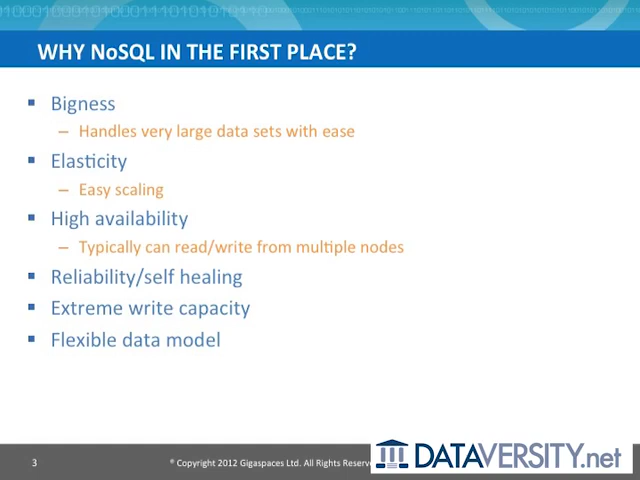 WHY NoSQL IN THE FIRST PLACE?
▪ Bigness
– Handles very large data sets with ease
▪ Elasticity
– Easy scaling
▪ High availability
– Typically can read/write from multiple nodes
▪ Reliability/self healing
▪ Extreme write capacity
▪ Flexible data model
3
® Copyright 2012 Gigaspaces Ltd. All Rights Reserve
DATAVERSITY.net